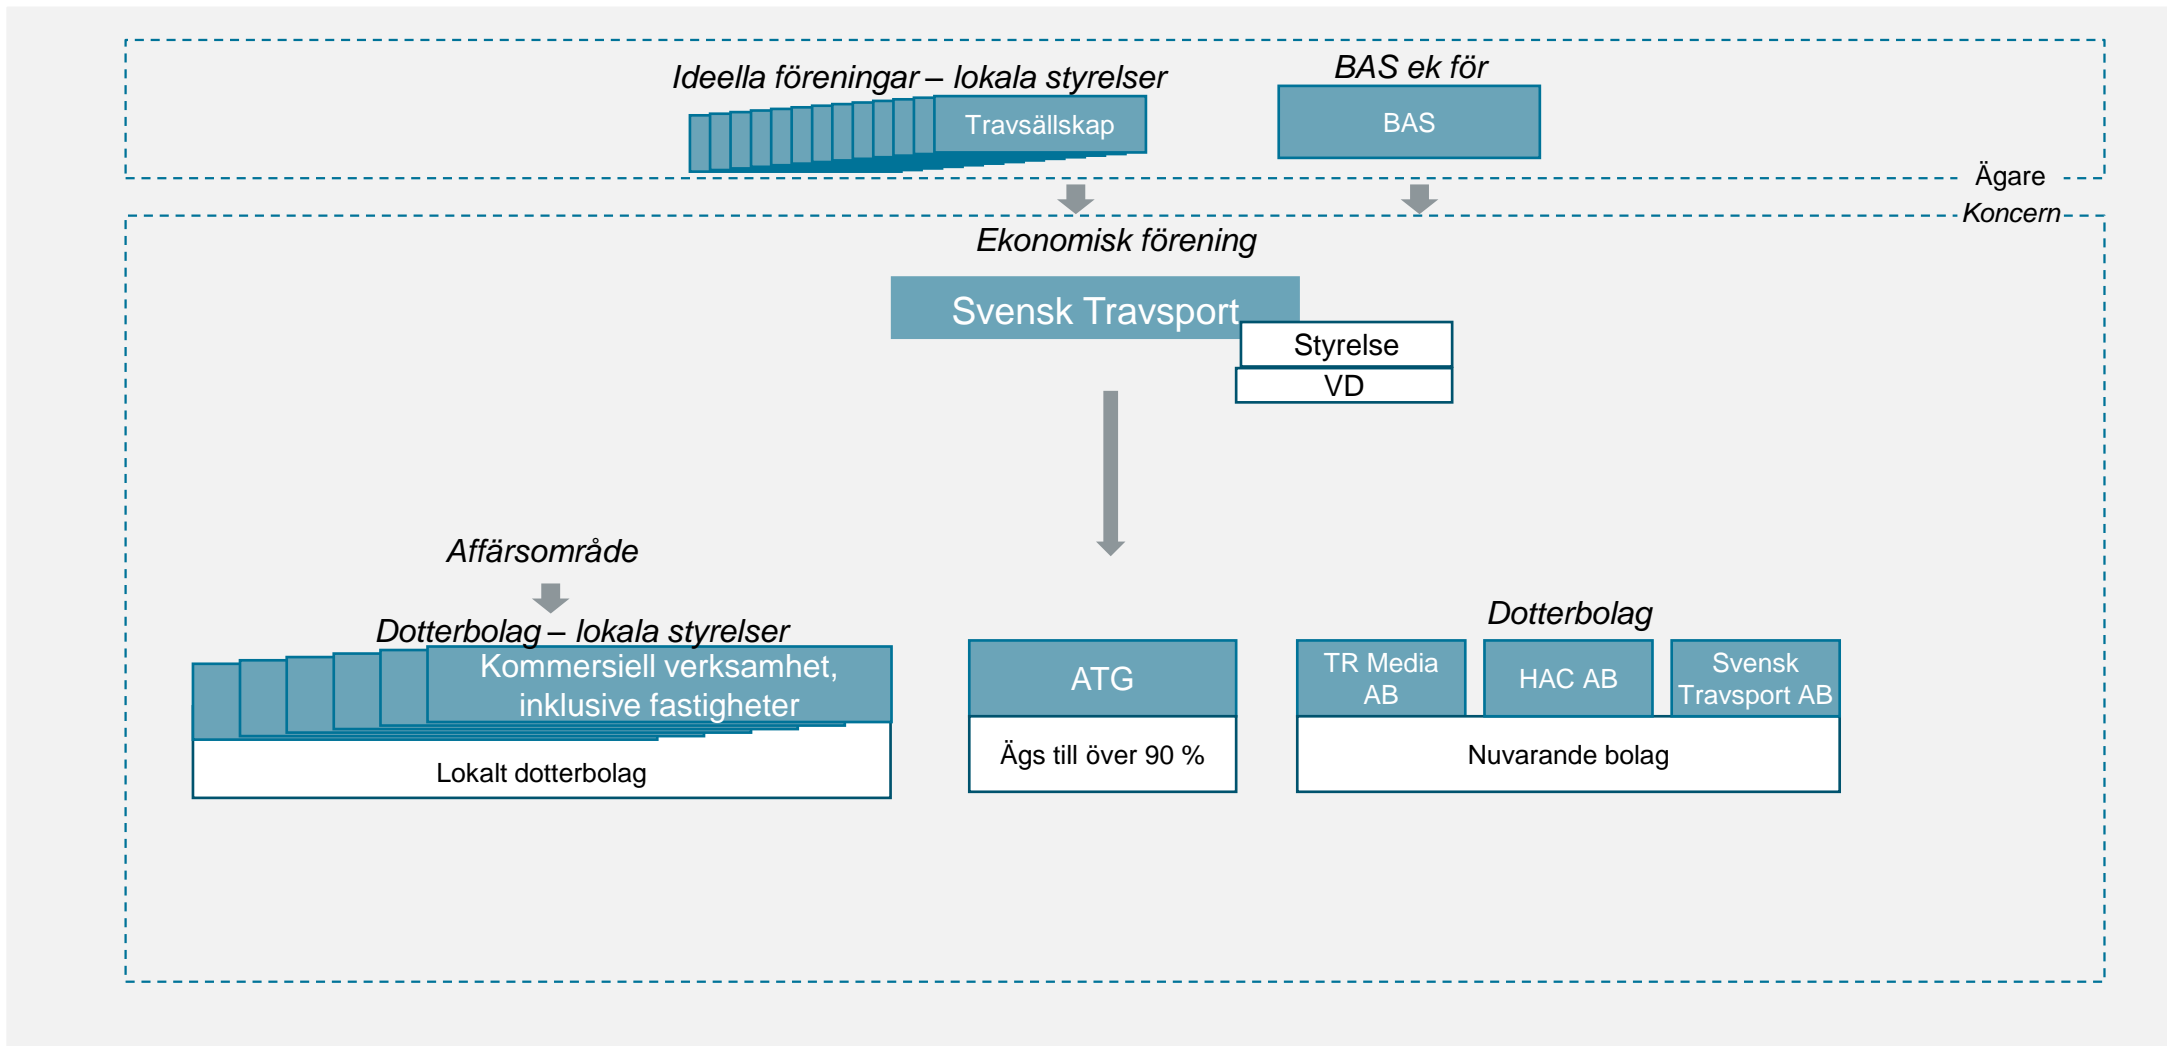 Ideella föreningar – lokala styrelser
BAS ek för
Travsällskap
BAS
Ägare
Koncern
Ekonomisk förening
Svensk Travsport
Styrelse
VD
Affärsområde
Dotterbolag – lokala styrelser
Kommersiell verksamhet,
inklusive fastigheter
Lokalt dotterbolag
ATG
Ägs till över 90 %
Dotterbolag
TR Media
AB
HAC AB
Svensk
Travsport AB
Nuvarande bolag